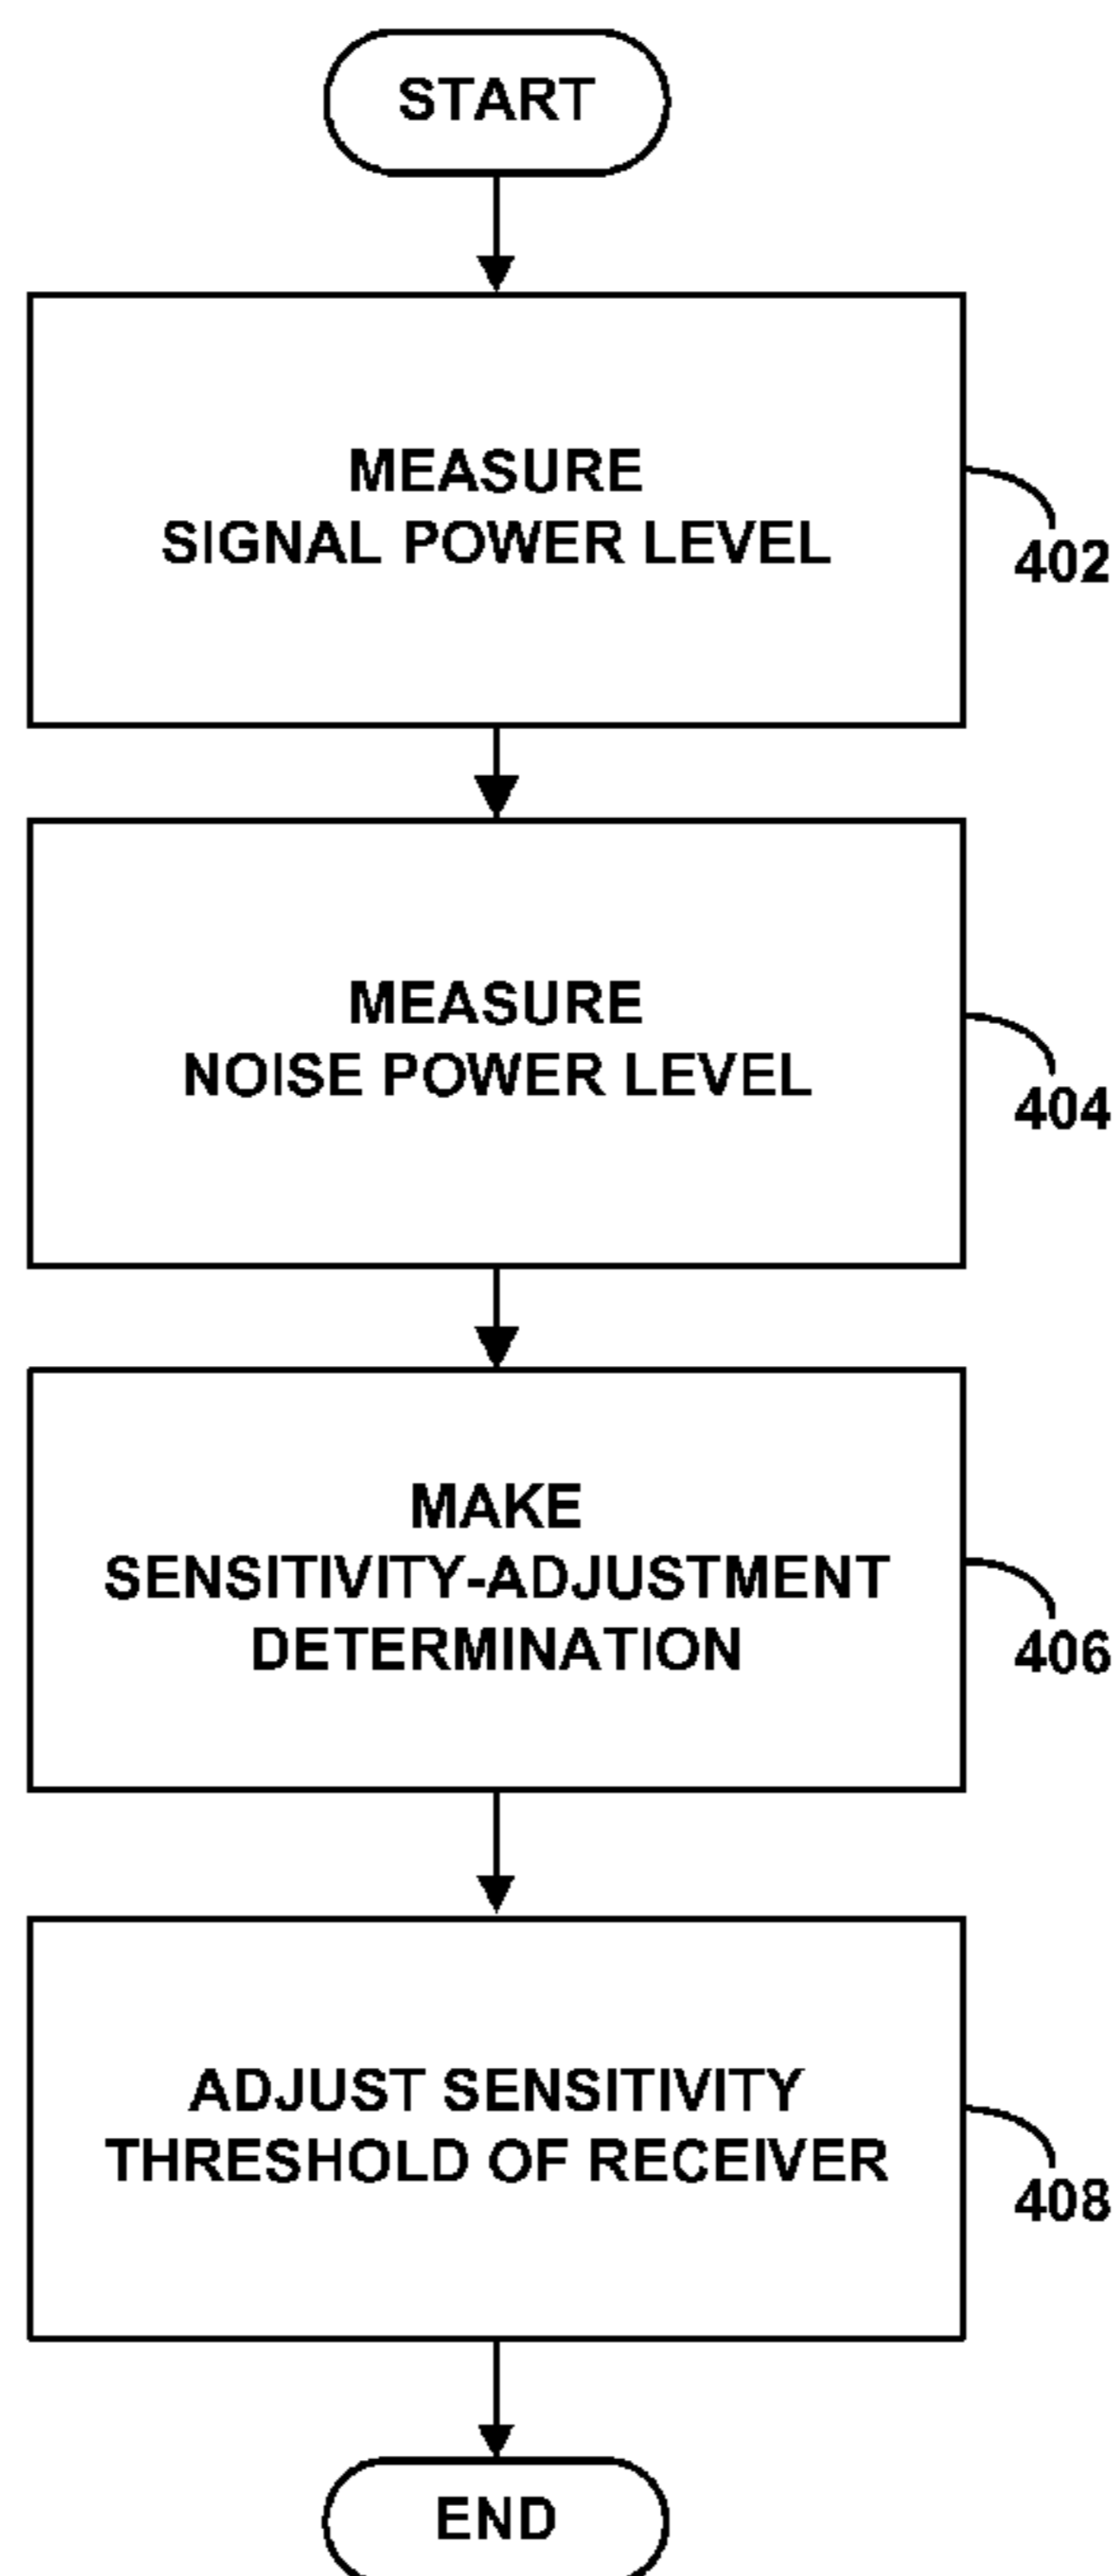 START
MEASURE
SIGNAL POWER LEVEL
402
MEASURE
NOISE POWER LEVEL
404
MAKE
SENSITIVITY-ADJUSTMENT
DETERMINATION
406
ADJUST SENSITIVITY
THRESHOLD OF RECEIVER
408
END